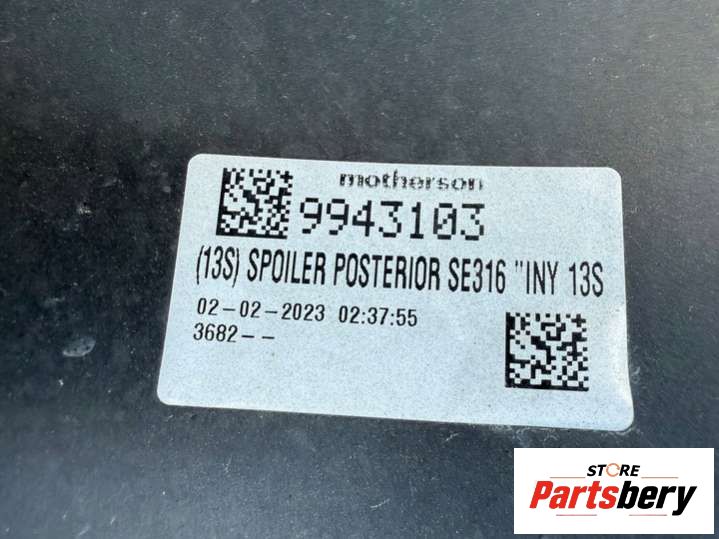 motherson
9943103
(13S) SPOILER POSTERIOR SE316 "INY 13S
02-02-2023 02:37:55
3682--
STORE
Partsbery